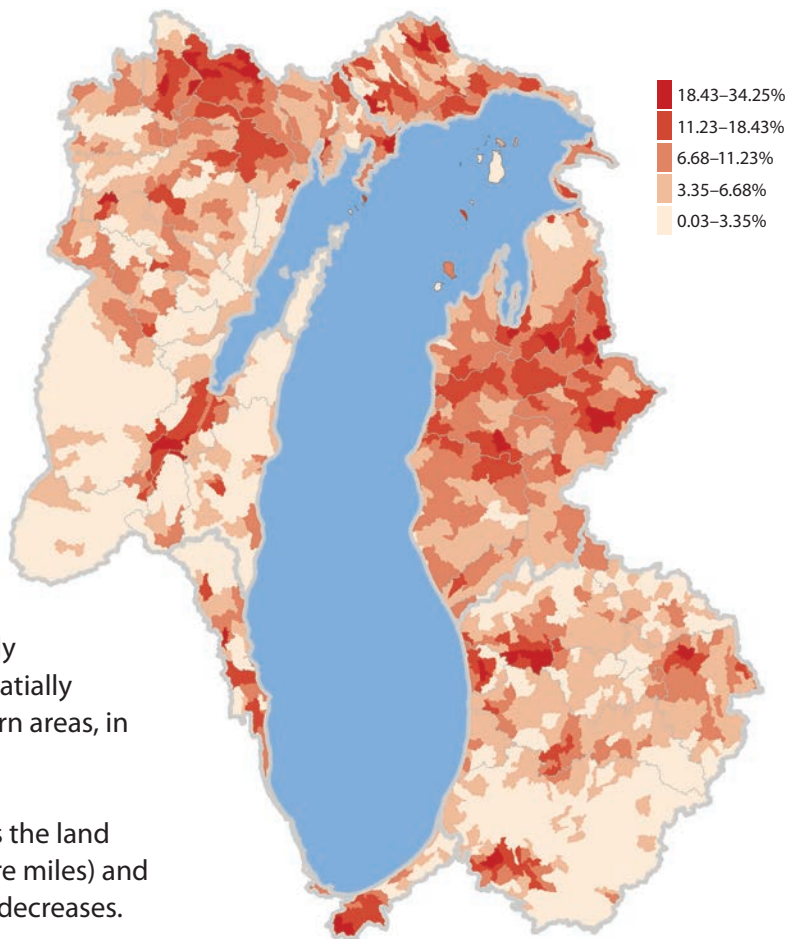 18.43–34.25%
11.23–18.43%
6.68–11.23%
3.35–6.68%
0.03–3.35%
ly
atially
rn areas, in
s the land
re miles) and
decreases.